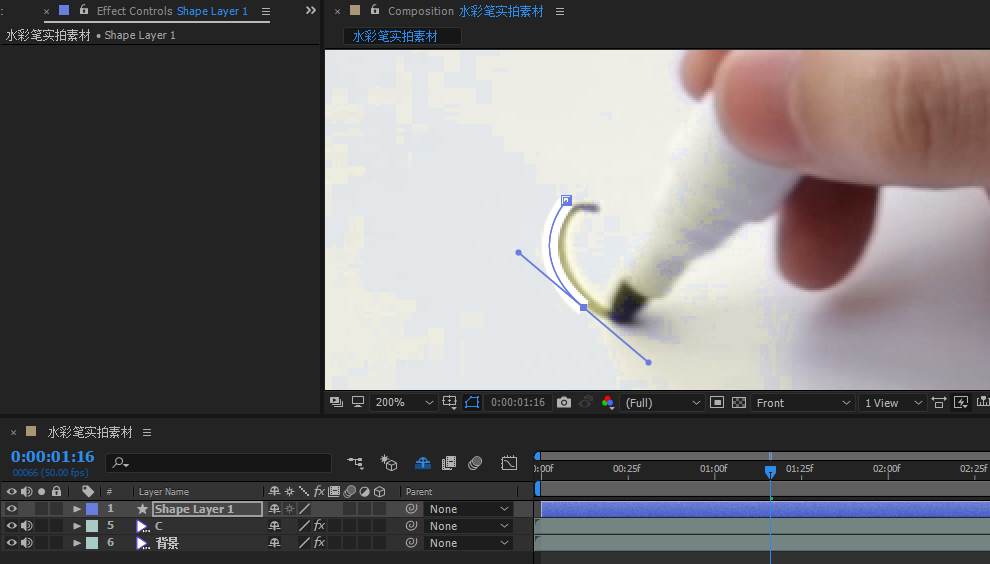 Effect Controls Shape Layer 1
水彩笔实拍素材 • Shape Layer 1
Composition 水彩笔实拍素材
水彩笔实拍素材
200%
0:00:01:16
(Full)
Front
1 View
水彩笔实拍素材
0:00:01:16
00066 (50.00 fps)
:00f
00:25f
01:00f
01:25f
02:00f
02:25f
# Layer Name
fx
Parent
1 Shape Layer 1 None
5 C fx None
6 背景 fx None